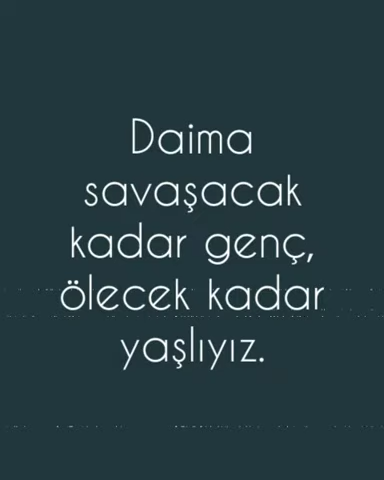 Daima
savaşacak
kadar genç,
ölecek kadar
yaşlıyız.